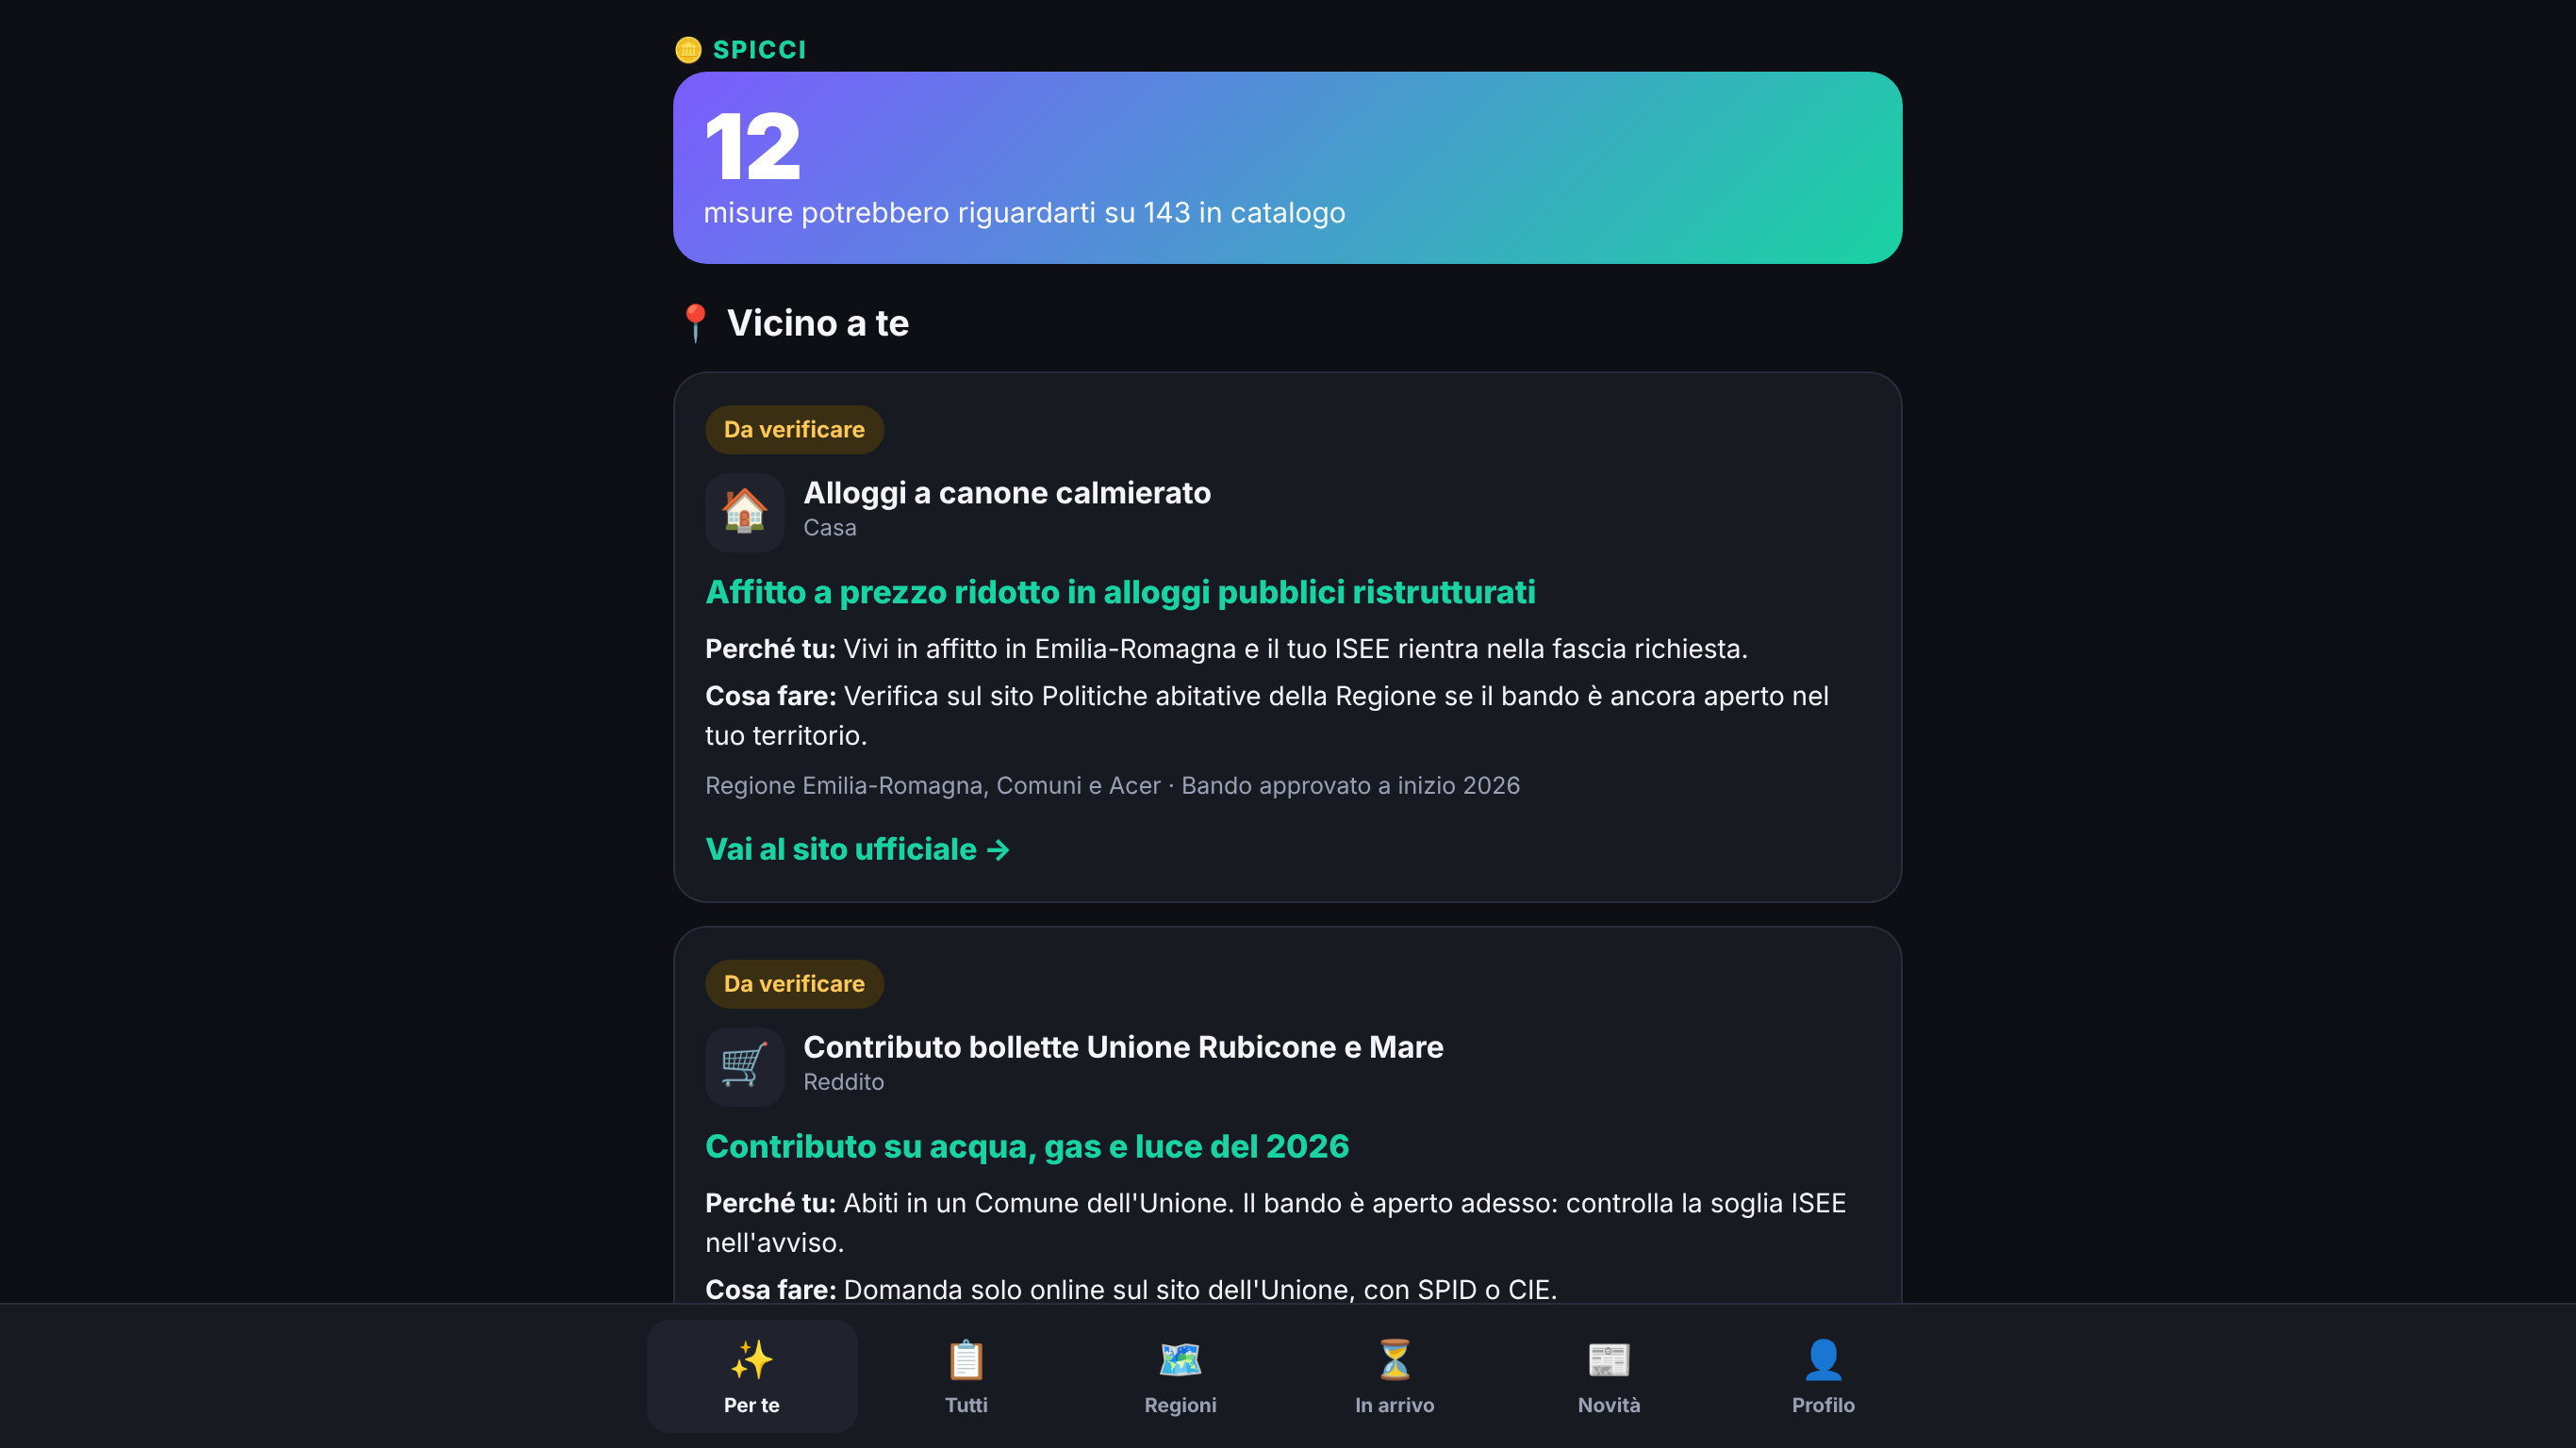 SPICCI
12
misure potrebbero riguardarti su 143 in catalogo
Vicino a te
Da verificare
Alloggi a canone calmierato
Casa
Affitto a prezzo ridotto in alloggi pubblici ristrutturati
Perché tu: Vivi in affitto in Emilia-Romagna e il tuo ISEE rientra nella fascia richiesta.
Cosa fare: Verifica sul sito Politiche abitative della Regione se il bando è ancora aperto nel
tuo territorio.
Regione Emilia-Romagna, Comuni e Acer · Bando approvato a inizio 2026
Vai al sito ufficiale →
Da verificare
Contributo bollette Unione Rubicone e Mare
Reddito
Contributo su acqua, gas e luce del 2026
Perché tu: Abiti in un Comune dell'Unione. Il bando è aperto adesso: controlla la soglia ISEE
nell'avviso.
Cosa fare: Domanda solo online sul sito dell'Unione, con SPID o CIE.
Per te
Tutti
Regioni
In arrivo
Novità
Profilo